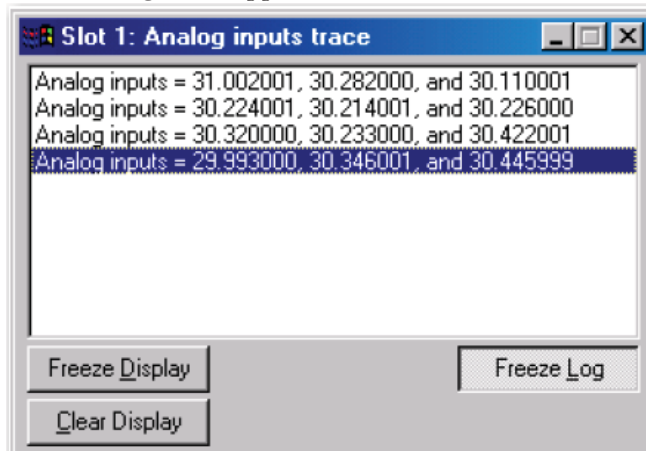 Slot 1: Analog inputs trace
Analog inputs = 31.002001, 30.282000, and 30.110001
Analog inputs = 30.224001, 30.214001, and 30.226000
Analog inputs = 30.320000, 30.233000, and 30.422001
Analog inputs = 29.993000, 30.346001, and 30.445999
Freeze Display
Freeze Log
Clear Display